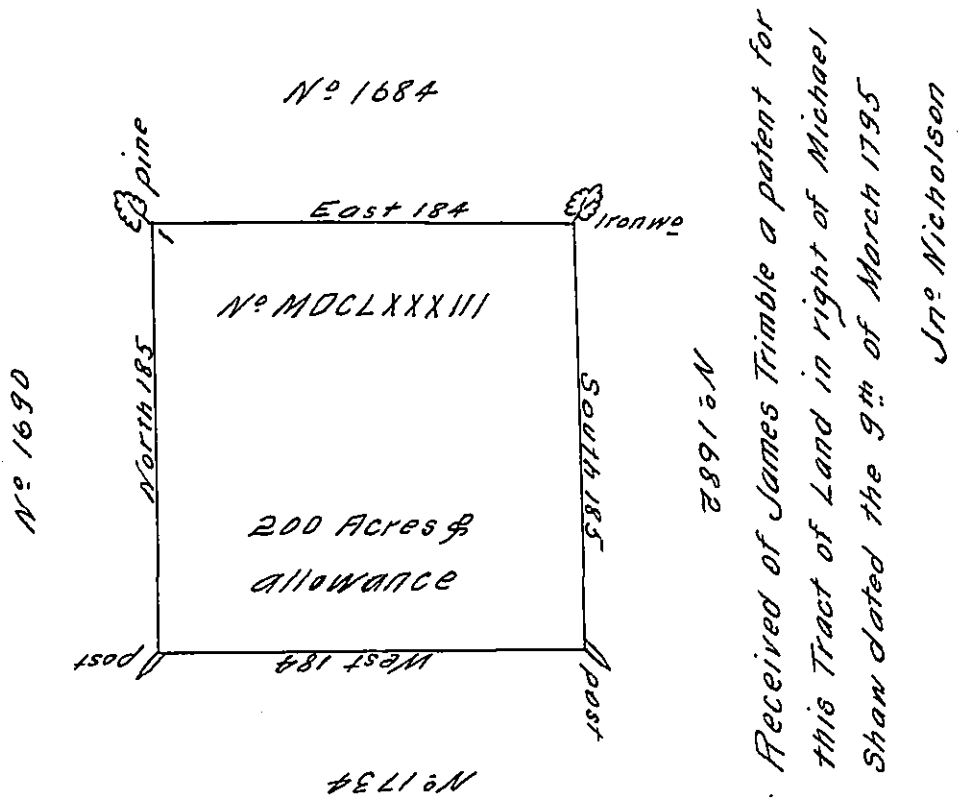 Nº 1684
pine
East 184
Ironwº
1
Nº MDCLXXXIII
North 185
South 185
Nº 1690
Nº 1682
200 Acres &
allowance
post
West 184
post
Nº 1734
Received of James Trimble a patent for
this Tract of Land in right of Michael
Shaw dated the 9th of March 1795
Jnº Nicholson